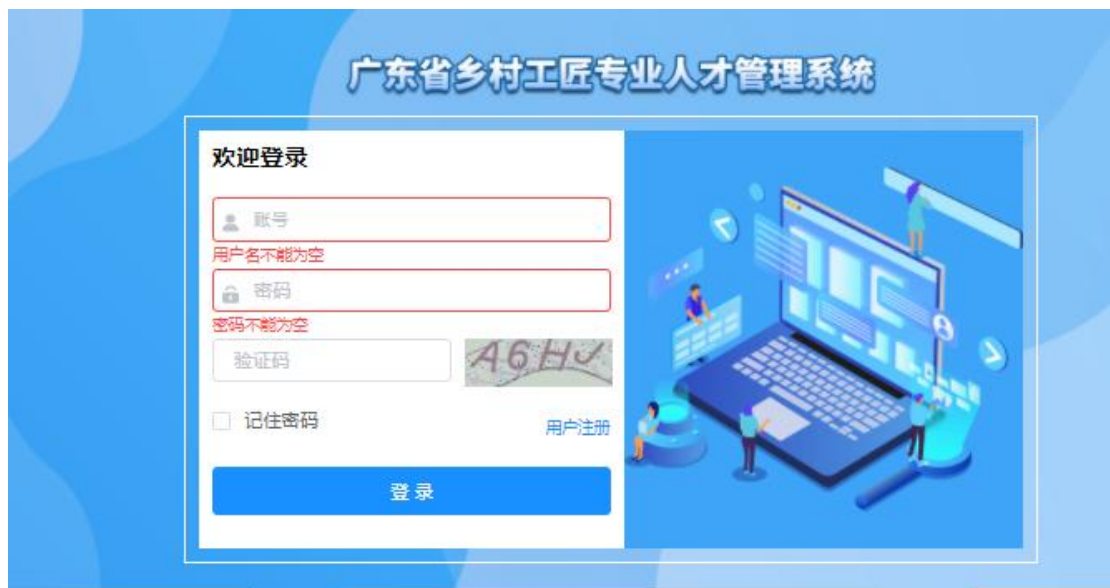 广东省乡村工匠专业人才管理系统
欢迎登录
账号
用户名不能为空
密码
密码不能为空
验证码
A6HJ
记住密码
用户注册
登录